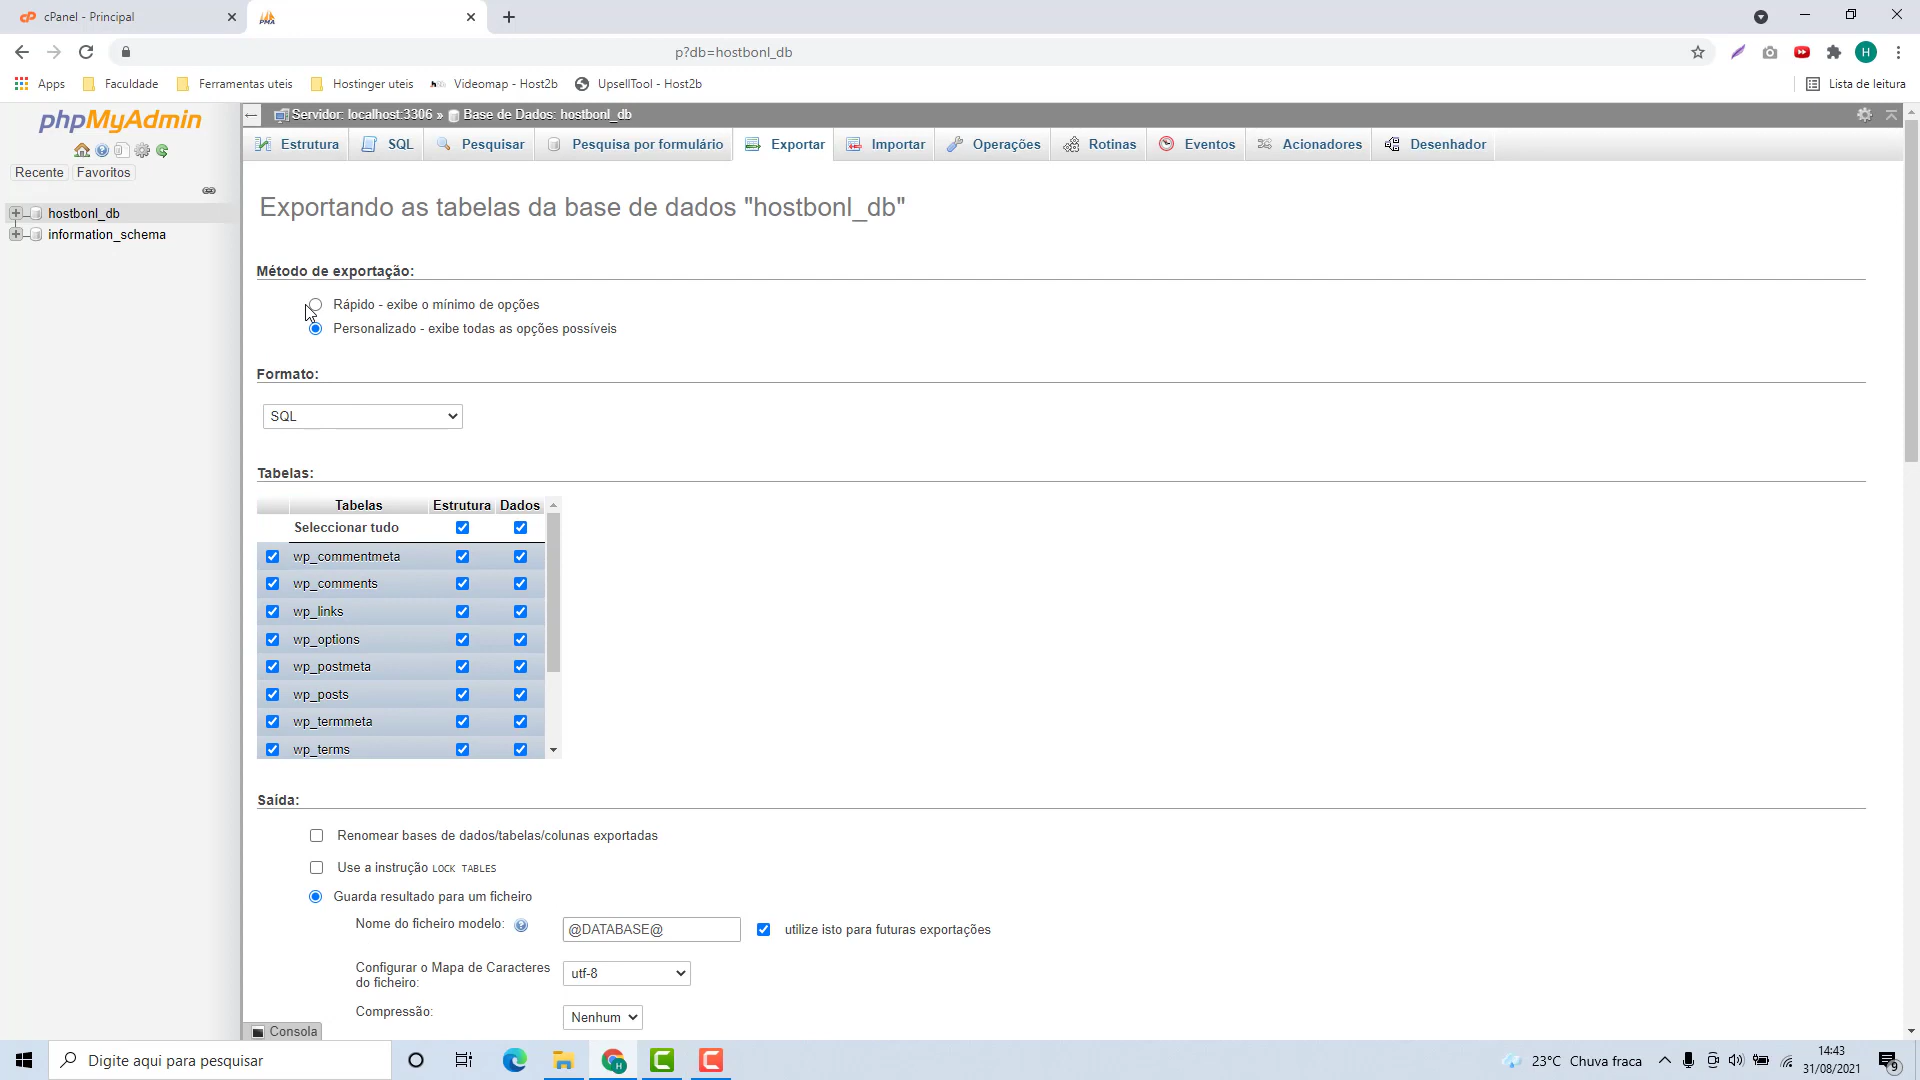 cPanel - Principal
PMA
p?db=hostbonl_db
H
Apps
Faculdade
Ferramentas uteis
Hostinger uteis
Videomap - Host2b
UpsellTool - Host2b
Lista de leitura
phpMyAdmin
Recente
Favoritos
hostbonl_db
information_schema
Servidor: localhost:3306 » Base de Dados: hostbonl_db
Estrutura
SQL
Pesquisar
Pesquisa por formulário
Exportar
Importar
Operações
Rotinas
Eventos
Acionadores
Desenhador
Exportando as tabelas da base de dados "hostbonl_db"
Método de exportação:
Rápido - exibe o mínimo de opções
Personalizado - exibe todas as opções possíveis
Formato:
SQL
Tabelas:
Tabelas Estrutura Dados
Seleccionar tudo
wp_commentmeta
wp_comments
wp_links
wp_options
wp_postmeta
wp_posts
wp_termmeta
wp_terms
Saída:
Renomear bases de dados/tabelas/colunas exportadas
Use a instrução LOCK TABLES
Guarda resultado para um ficheiro
Nome do ficheiro modelo:
@DATABASE@
utilize isto para futuras exportações
Configurar o Mapa de Caracteres
do ficheiro:
utf-8
Compressão:
Nenhum
Consola
Digite aqui para pesquisar
23°C Chuva fraca
14:43
31/08/2021
9